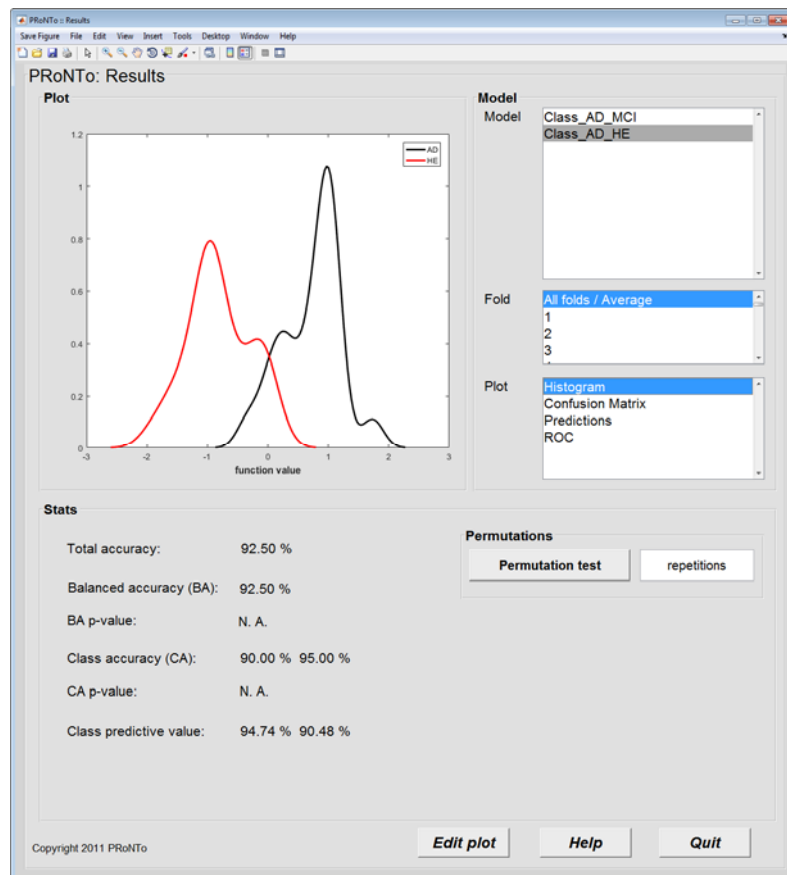 PRoNTo :: Results
Save Figure File Edit View Insert Tools Desktop Window Help
PRoNTo: Results
Plot
1.2
1
0.8
0.6
0.4
0.2
0
-3 -2 -1 0 1 2 3
function value
AD
HE
Model
Model
Class_AD_MCI
Class_AD_HE
Fold
All folds / Average
1
2
3
Plot
Histogram
Confusion Matrix
Predictions
ROC
Stats
Total accuracy: 92.50 %
Balanced accuracy (BA): 92.50 %
BA p-value: N. A.
Class accuracy (CA): 90.00 % 95.00 %
CA p-value: N. A.
Class predictive value: 94.74 % 90.48 %
Permutations
Permutation test repetitions
Copyright 2011 PRoNTo
Edit plot Help Quit